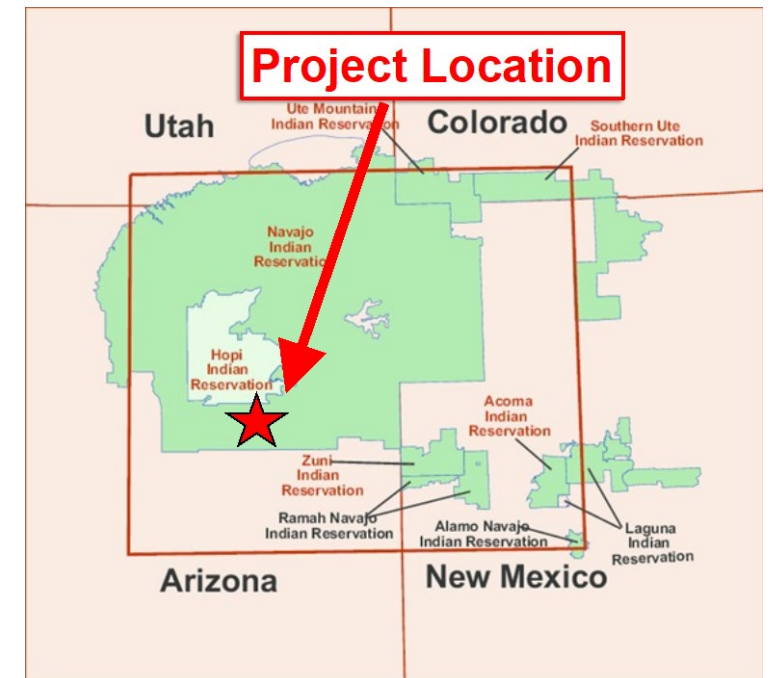 Project Location
Ute Mountain
Indian Reservation
Utah
Colorado
Southern Ute
Indian Reservation
Navajo
Indian
Reservation
Hopi
Indian
Reservation
Acoma
Indian
Reservation
Zuni
Indian
Reservation
Ramah Navajo
Indian Reservation
Alamo Navajo
Indian Reservation
Laguna
Indian
Reservation
Arizona
New Mexico